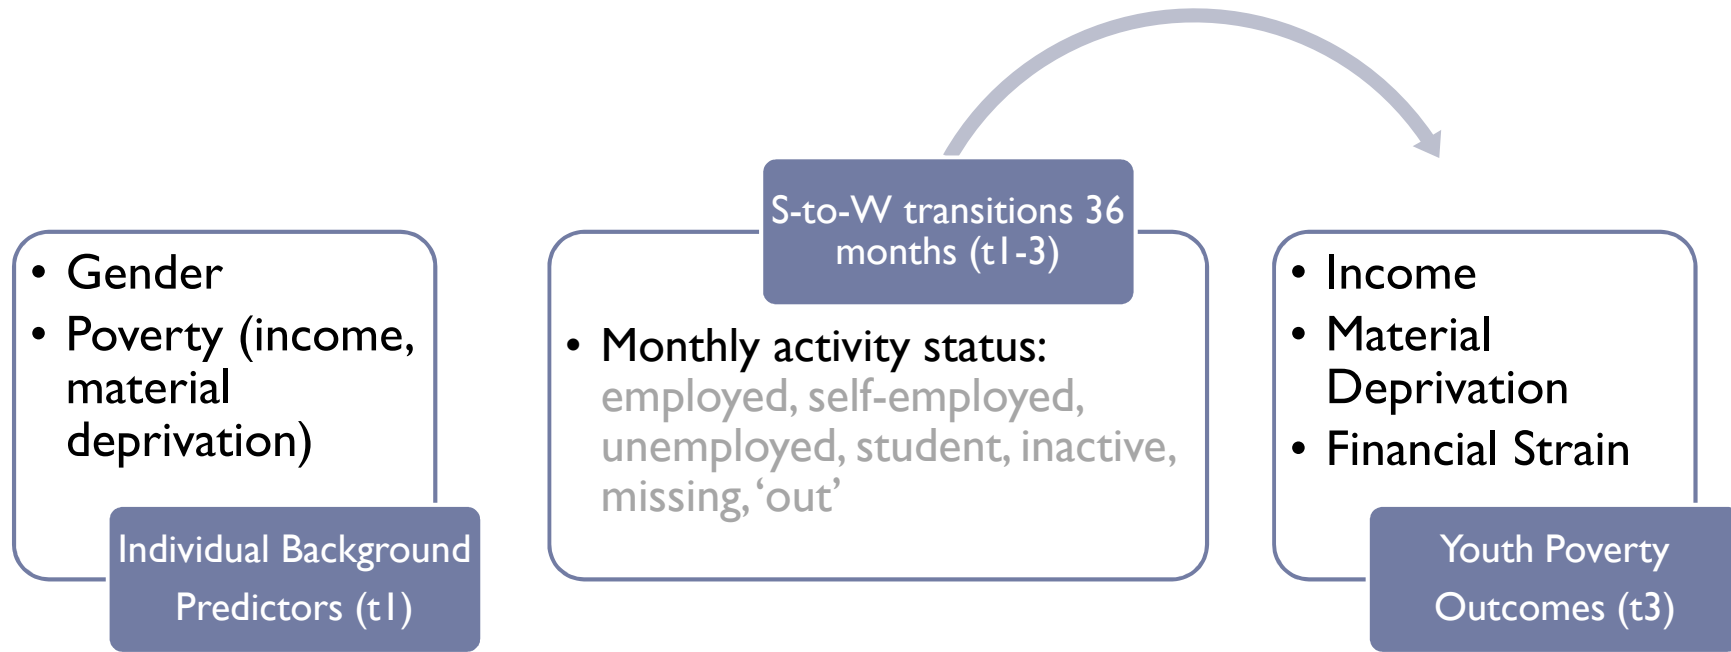 • Gender
• Poverty (income,
material
deprivation)
Individual Background
Predictors (t1)
S-to-W transitions 36
months (t1-3)
• Monthly activity status:
employed, self-employed,
unemployed, student, inactive,
missing, ‘out’
• Income
• Material
Deprivation
• Financial Strain
Youth Poverty
Outcomes (t3)